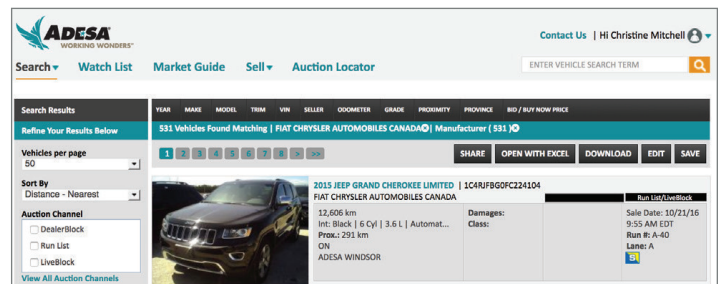 ADESA
WORKING WONDERS™
Contact Us | Hi Christine Mitchell
Search Watch List Market Guide Sell Auction Locator
ENTER VEHICLE SEARCH TERM
Search Results
YEAR MAKE MODEL TRIM VIN SELLER ODOMETER GRADE PROXIMITY PROVINCE BID / BUY NOW PRICE
Refine Your Results Below
531 Vehicles Found Matching | FIAT CHRYSLER AUTOMOBILES CANADA | Manufacturer ( 531 )
Vehicles per page
50
1 2 3 4 5 6 7 8 > >>
SHARE OPEN WITH EXCEL DOWNLOAD EDIT SAVE
Sort By
Distance - Nearest
Auction Channel
DealerBlock
Run List
LiveBlock
View All Auction Channels
2015 JEEP GRAND CHEROKEE LIMITED | 1C4RJFBG0FC224104
FIAT CHRYSLER AUTOMOBILES CANADA
Run List/LiveBlock
12,606 km
Int: Black | 6 Cyl | 3.6 L | Automat...
Prox.: 291 km
ON
ADESA WINDSOR
Damages:
Class:
Sale Date: 10/21/16
9:55 AM EDT
Run #: A-40
Lane: A